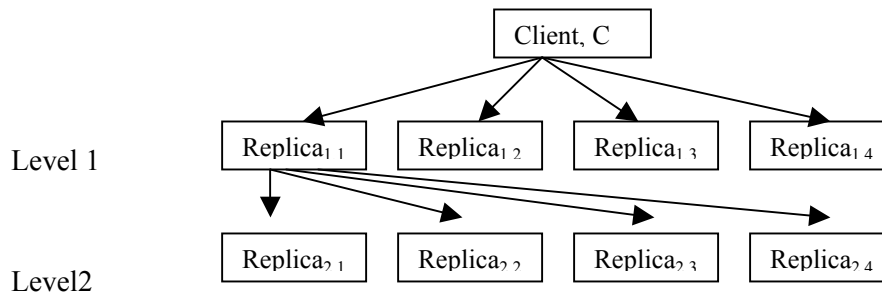 Client, C
Level 1
Replica1 1
Replica1 2
Replica1 3
Replica1 4
Level2
Replica2 1
Replica2 2
Replica2 3
Replica2 4